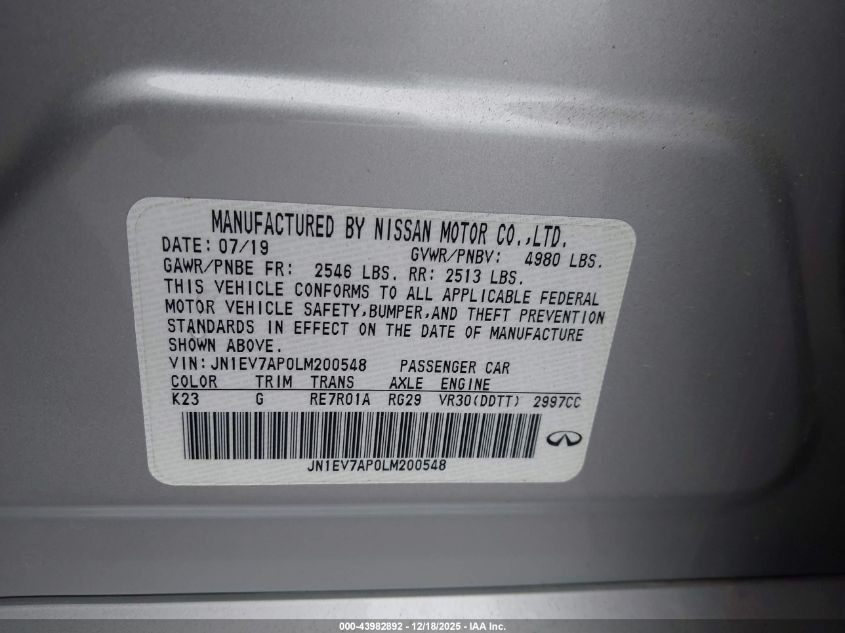 MANUFACTURED BY NISSAN MOTOR CO.,LTD.
DATE: 07/19 GVWR/PNBV: 4980 LBS.
GAWR/PNBE FR: 2546 LBS. RR: 2513 LBS.
THIS VEHICLE CONFORMS TO ALL APPLICABLE FEDERAL
MOTOR VEHICLE SAFETY,BUMPER,AND THEFT PREVENTION
STANDARDS IN EFFECT ON THE DATE OF MANUFACTURE
SHOWN ABOVE.
VIN:JN1EV7AP0LM200548 PASSENGER CAR
COLOR TRIM TRANS AXLE ENGINE
K23 G RE7R01A RG29 VR30(DDTT) 2997CC
JN1EV7AP0LM200548
000-43982892 - 12/18/2025 - IAA Inc.